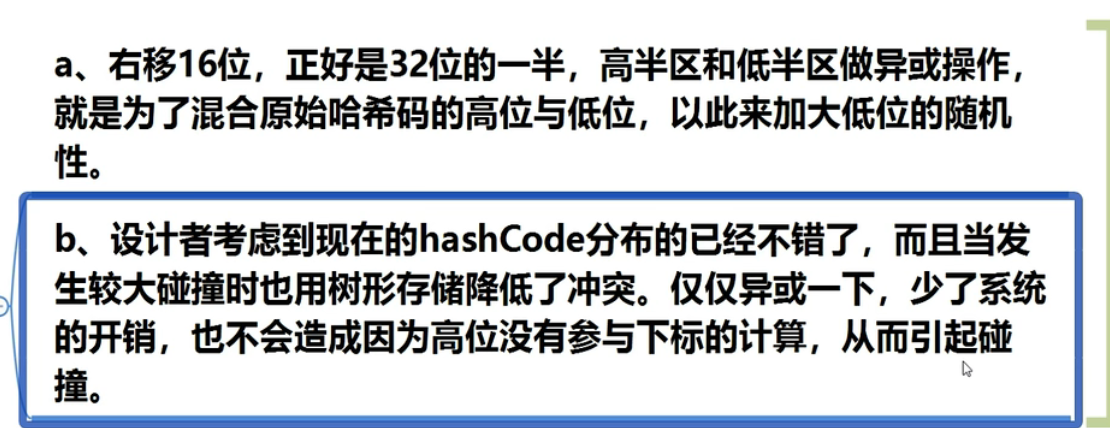 a、右移16位，正好是32位的一半，高半区和低半区做异或操作，
就是为了混合原始哈希码的高位与低位，以此来加大低位的随机
性。
b、设计者考虑到现在的hashCode分布的已经不错了，而且当发
生较大碰撞时也用树形存储降低了冲突。仅仅异或一下，少了系统
的开销，也不会造成因为高位没有参与下标的计算，从而引起碰
撞。